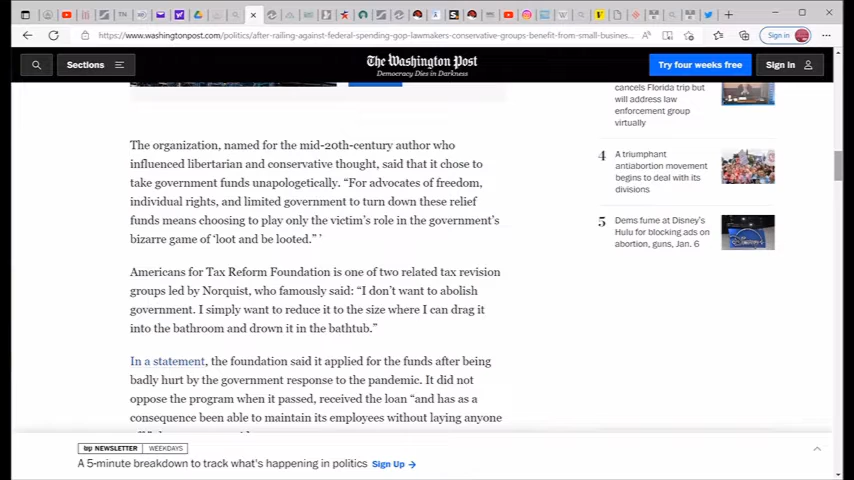 https://www.washingtonpost.com/politics/after-railing-against-federal-spending-gop-lawmakers-conservative-groups-benefit-from-small-busines...
Sign in
Sections
The Washington Post
Democracy Dies in Darkness
Try four weeks free
Sign In
The organization, named for the mid-20th-century author who
influenced libertarian and conservative thought, said that it chose to
take government funds unapologetically. “For advocates of freedom,
individual rights, and limited government to turn down these relief
funds means choosing to play only the victim’s role in the government’s
bizarre game of ‘loot and be looted.” ’
Americans for Tax Reform Foundation is one of two related tax revision
groups led by Norquist, who famously said: “I don’t want to abolish
government. I simply want to reduce it to the size where I can drag it
into the bathroom and drown it in the bathtub.”
In a statement, the foundation said it applied for the funds after being
badly hurt by the government response to the pandemic. It did not
oppose the program when it passed, received the loan “and has as a
consequence been able to maintain its employees without laying anyone
cancels Florida trip but
will address law
enforcement group
virtually
4
A triumphant
antiabortion movement
begins to deal with its
divisions
5
Dems fume at Disney’s
Hulu for blocking ads on
abortion, guns, Jan. 6
wp NEWSLETTER WEEKDAYS
A 5-minute breakdown to track what's happening in politics Sign Up →